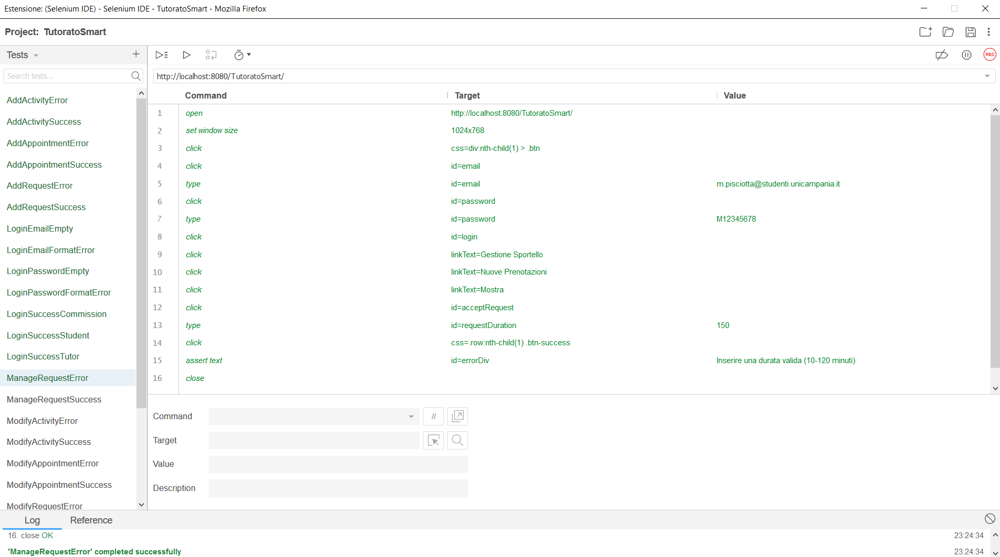 Estensione: (Selenium IDE) - Selenium IDE - TutoratoSmart - Mozilla Firefox
Project: TutoratoSmart
Tests
REC
Search tests...
http://localhost:8080/TutoratoSmart/
AddActivityError
AddActivitySuccess
AddAppointmentError
AddAppointmentSuccess
AddRequestError
AddRequestSuccess
LoginEmailEmpty
LoginEmailFormatError
LoginPasswordEmpty
LoginPasswordFormatError
LoginSuccessCommission
LoginSuccessStudent
LoginSuccessTutor
ManageRequestError
ManageRequestSuccess
ModifyActivityError
ModifyActivitySuccess
ModifyAppointmentError
ModifyAppointmentSuccess
ModifyRequestError
Command Target Value
1 open http://localhost:8080/TutoratoSmart/
2 set window size 1024x768
3 click css=div:nth-child(1) > .btn
4 click id=email
5 type id=email m.pisciotta@studenti.unicampania.it
6 click id=password
7 type id=password M12345678
8 click id=login
9 click linkText=Gestione Sportello
10 click linkText=Nuove Prenotazioni
11 click linkText=Mostra
12 click id=acceptRequest
13 type id=requestDuration 150
14 click css=.row:nth-child(1) .btn-success
15 assert text id=errorDiv Inserire una durata valida (10-120 minuti)
16 close
Command //
Target
Value
Description
Log Reference
16. close OK 23:24:34
'ManageRequestError' completed successfully 23:24:34